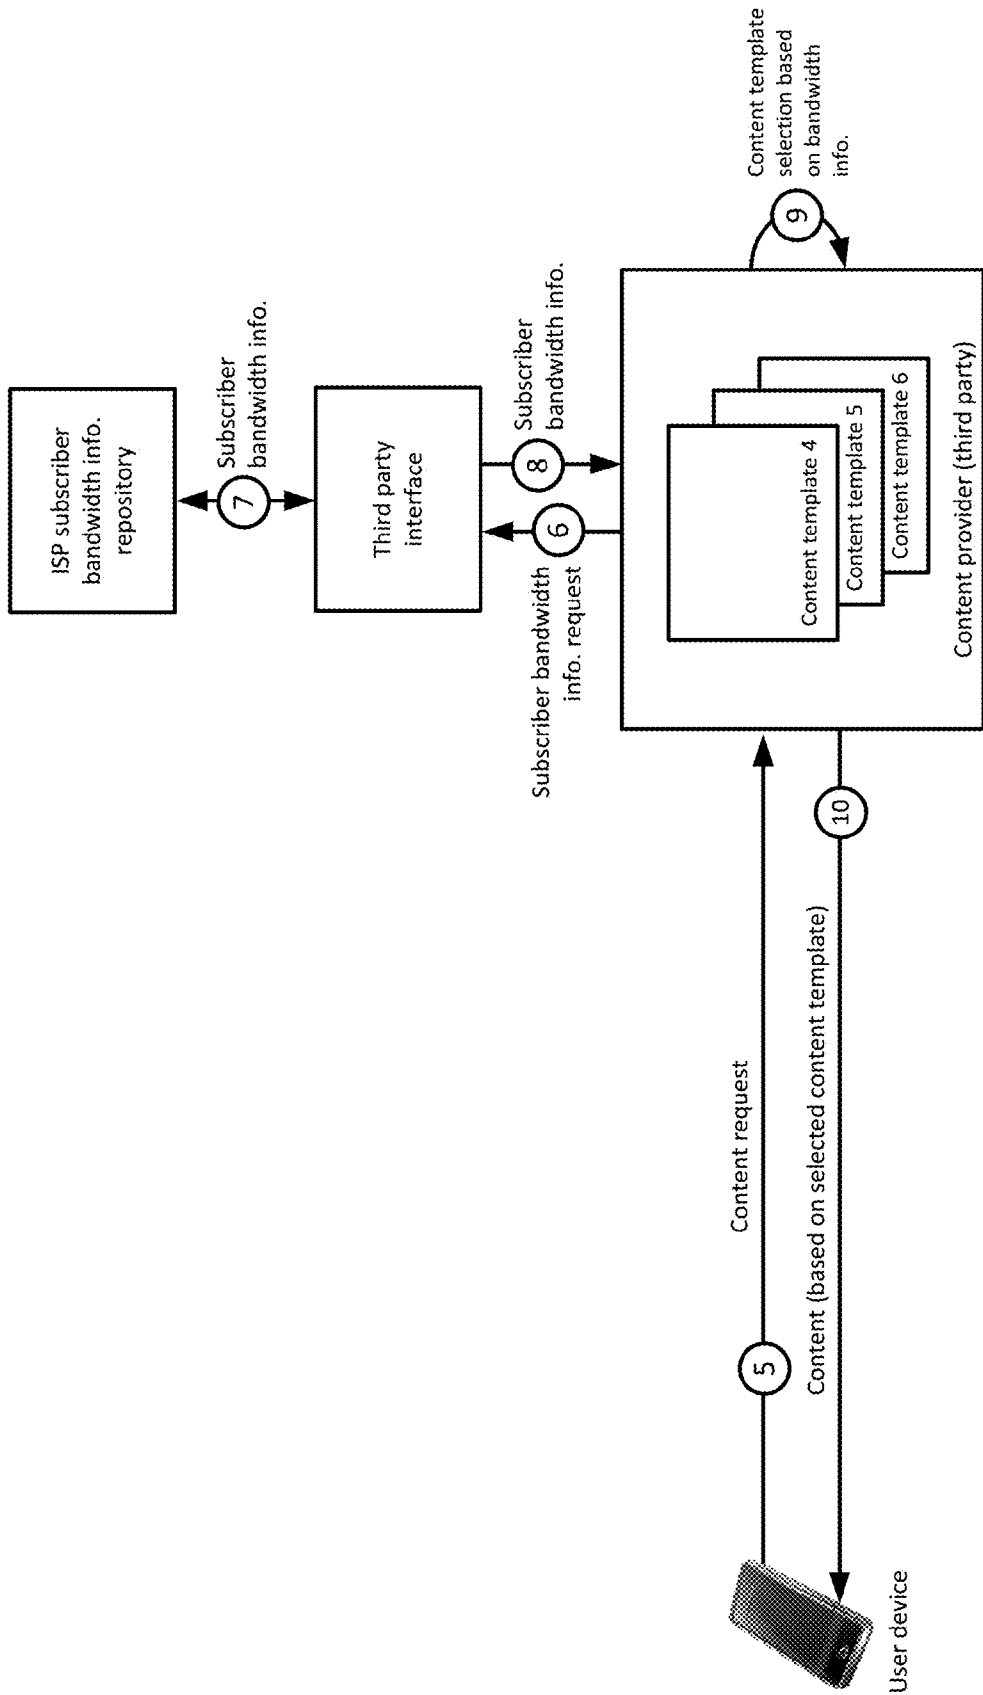 ISP subscriber
bandwidth info.
repository
7
Subscriber
bandwidth info.
Third party
interface
Subscriber bandwidth
info. request
6
8
Subscriber
bandwidth info.
5
Content request
Content template 4
Content template 5
Content template 6
Content provider (third party)
9
Content template
selection based
on bandwidth
info.
Content (based on selected content template)
10
User device